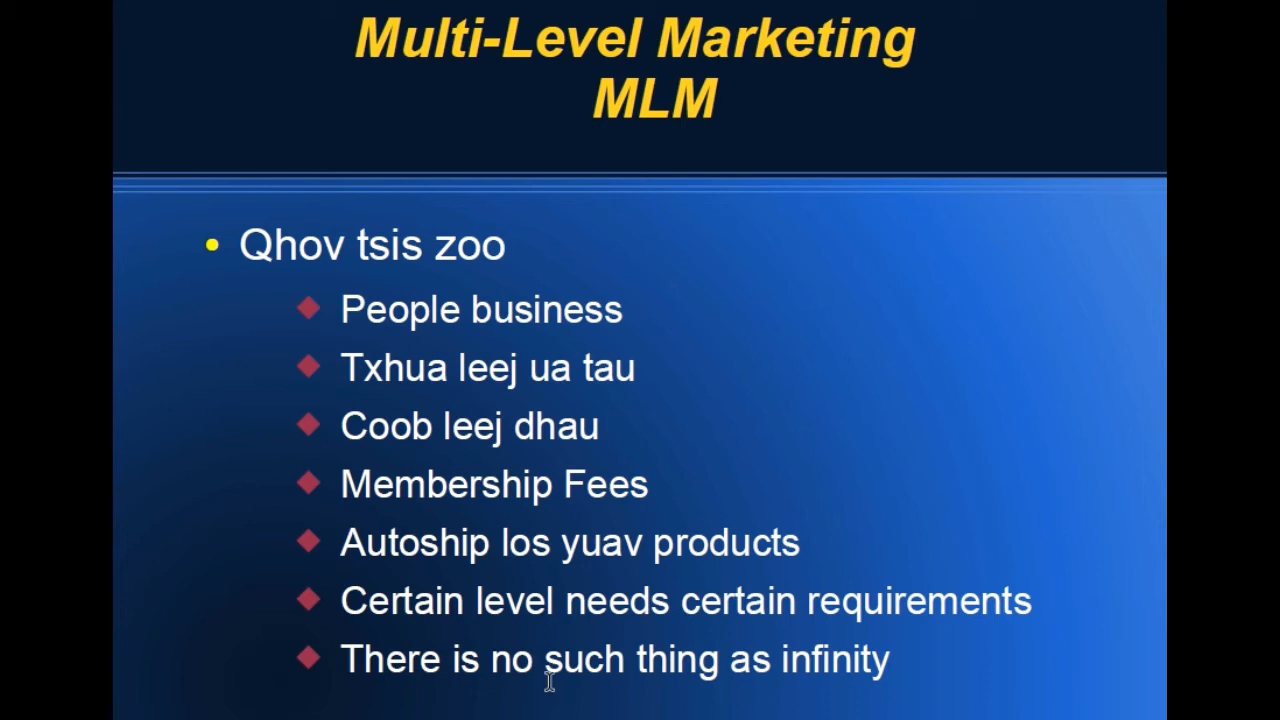 Multi-Level Marketing
MLM
Qhov tsis zoo
People business
Txhua leej ua tau
Coob leej dhau
Membership Fees
Autoship los yuav products
Certain level needs certain requirements
There is no such thing as infinity